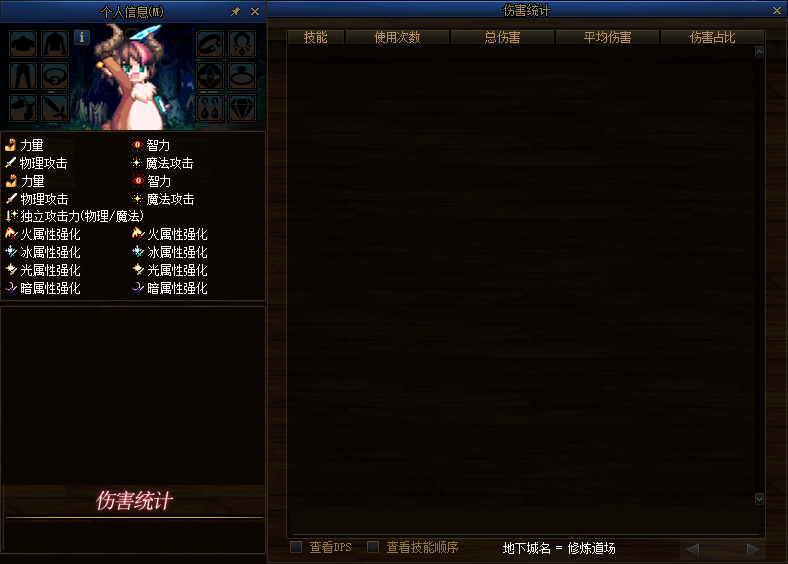 个人信息(M)
伤害统计
技能 使用次数 总伤害 平均伤害 伤害占比
力量 智力
物理攻击 魔法攻击
力量 智力
物理攻击 魔法攻击
独立攻击力(物理/魔法)
火属性强化 火属性强化
冰属性强化 冰属性强化
光属性强化 光属性强化
暗属性强化 暗属性强化
伤害统计
查看DPS 查看技能顺序 地下城名 = 修炼道场